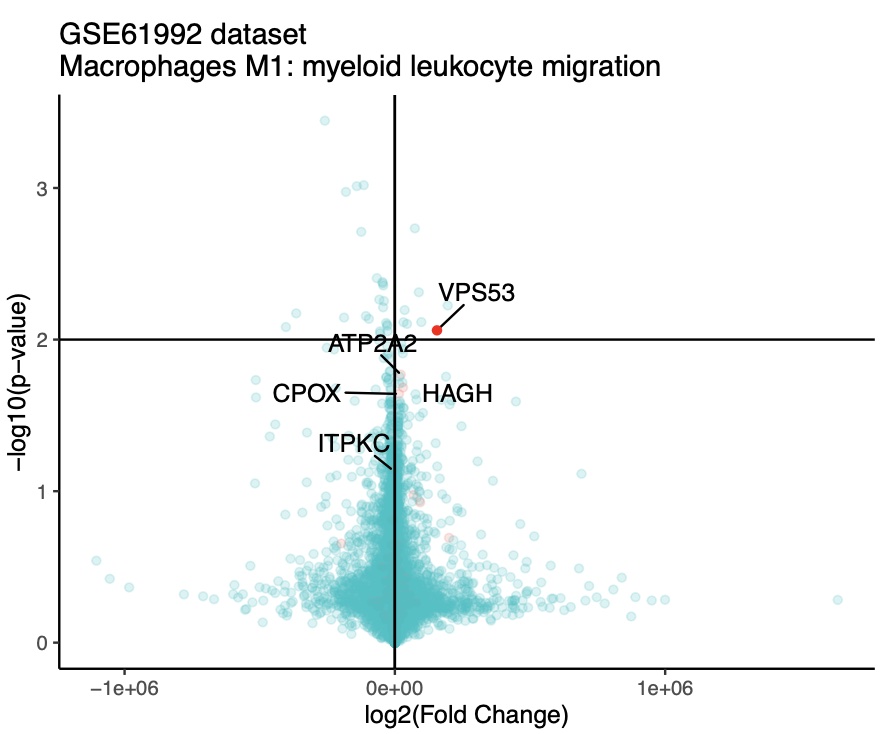 GSE61992 dataset
Macrophages M1: myeloid leukocyte migration
3
VPS53
2
ATP2A2
CPOX
HAGH
ITPKC
1
0
−log10(p−value)
−1e+06
0e+00
1e+06
log2(Fold Change)